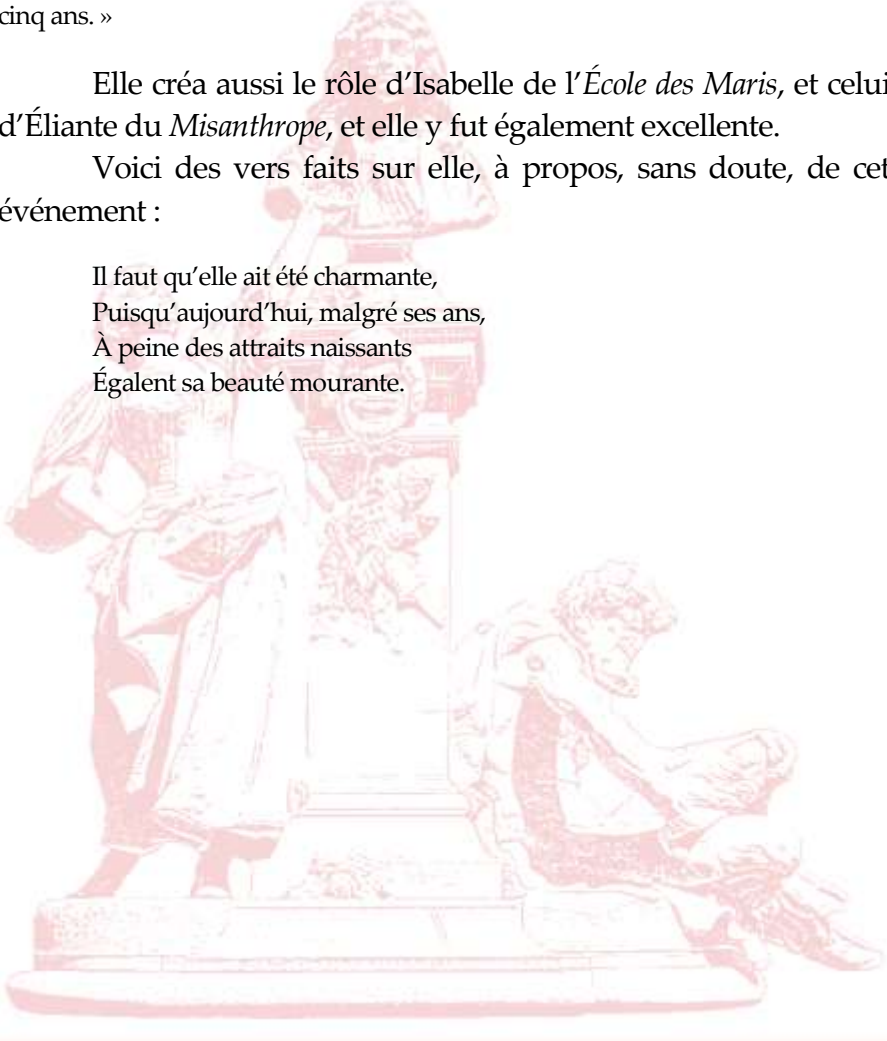 cinq ans. »
Elle créa aussi le rôle d’Isabelle de l’École des Maris, et celui
d’Éliante du Misanthrope, et elle y fut également excellente.
Voici des vers faits sur elle, à propos, sans doute, de cet
événement :
Il faut qu’elle ait été charmante,
Puisqu’aujourd’hui, malgré ses ans,
À peine des attraits naissants
Égalent sa beauté mourante.